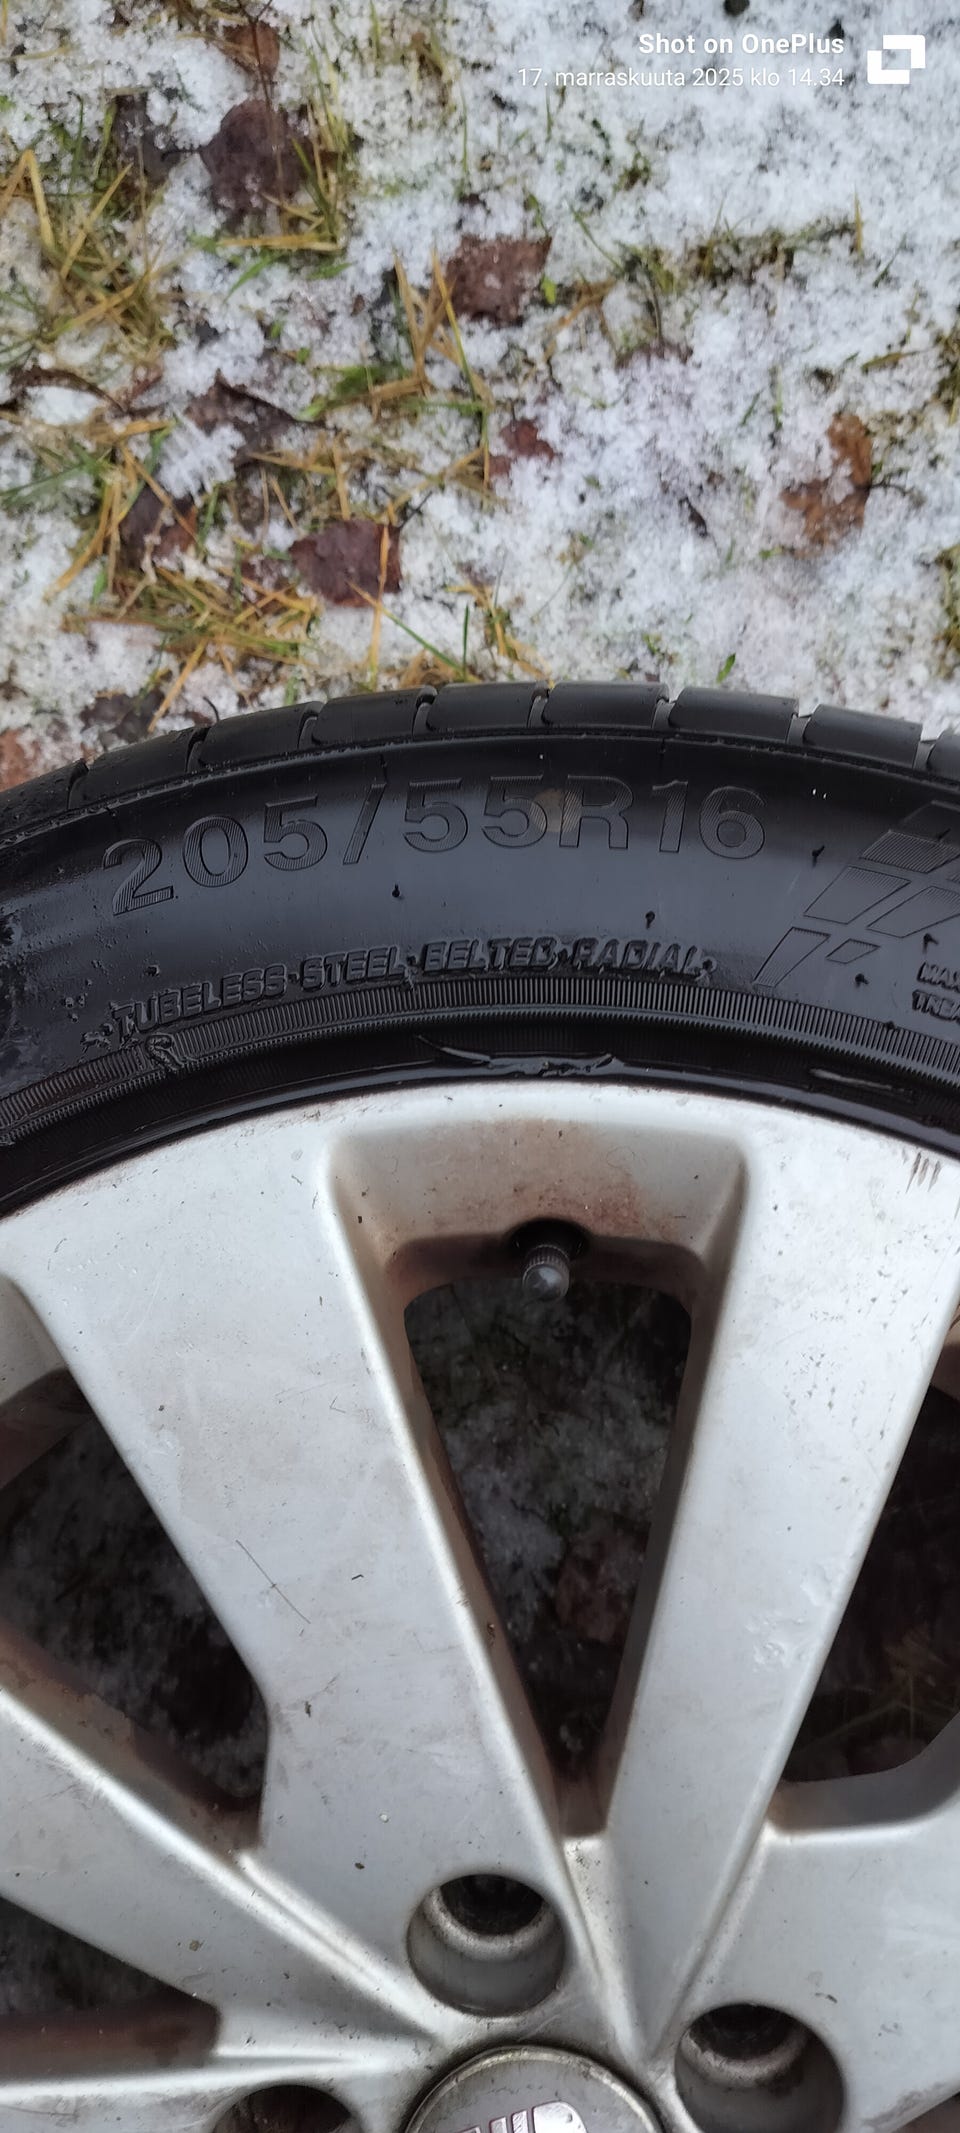 Shot on OnePlus
17. marraskuuta 2025 klo 14.34
205/55R16
TUBELESS•STEEL•BELTED•RADIAL